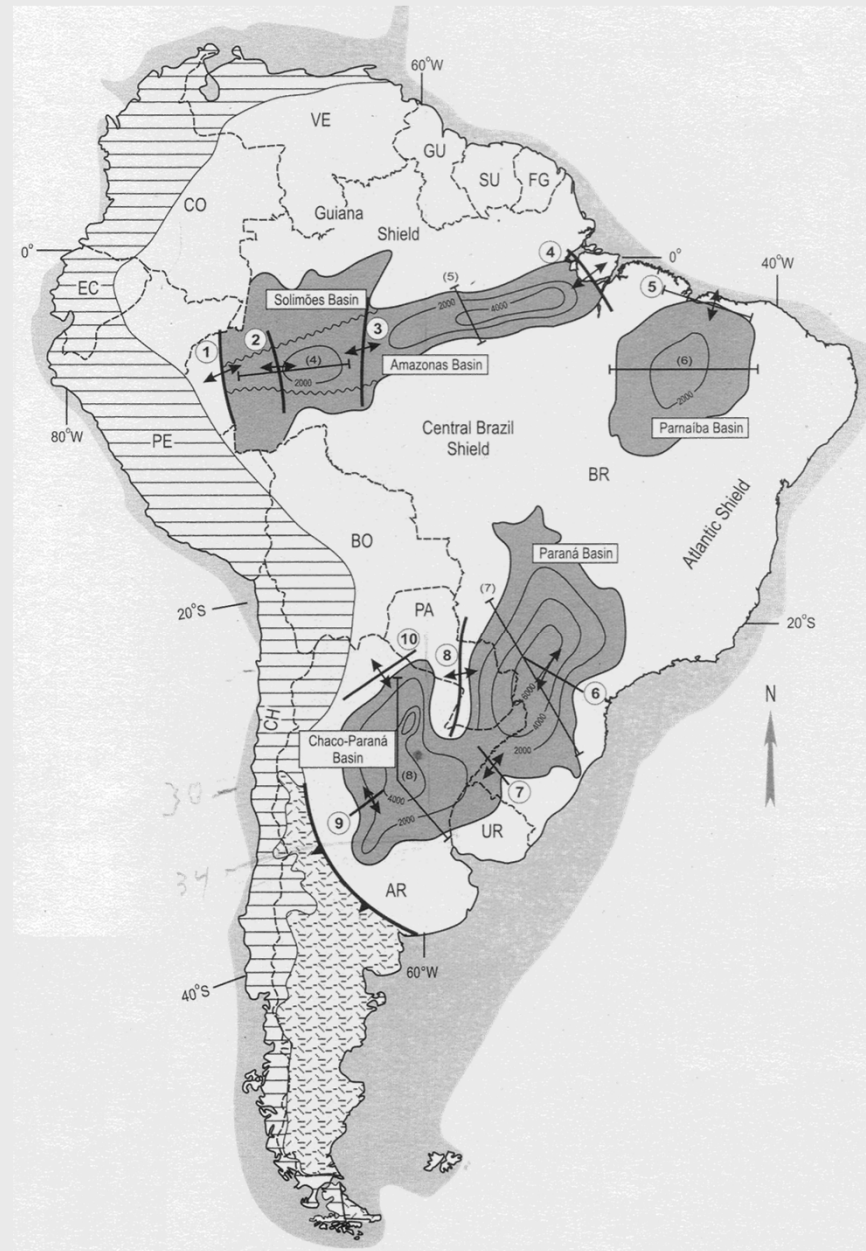 60°W
VE
GU
SU
FG
CO
Guiana
Shield
0°
EC
4
0°
(5)
2000
4000
5
40°W
Solimões Basin
1
2
3
(4)
2000
Amazonas Basin
(6)
2000
Parnaíba Basin
80°W
PE
Central Brazil
Shield
BR
Atlantic Shield
BO
Paraná Basin
(7)
20°S
PA
20°S
10
8
6
6000
4000
2000
N
CH
Chaco-Paraná
Basin
(8)
30
4000
2000
7
9
UR
34
AR
60°W
40°S